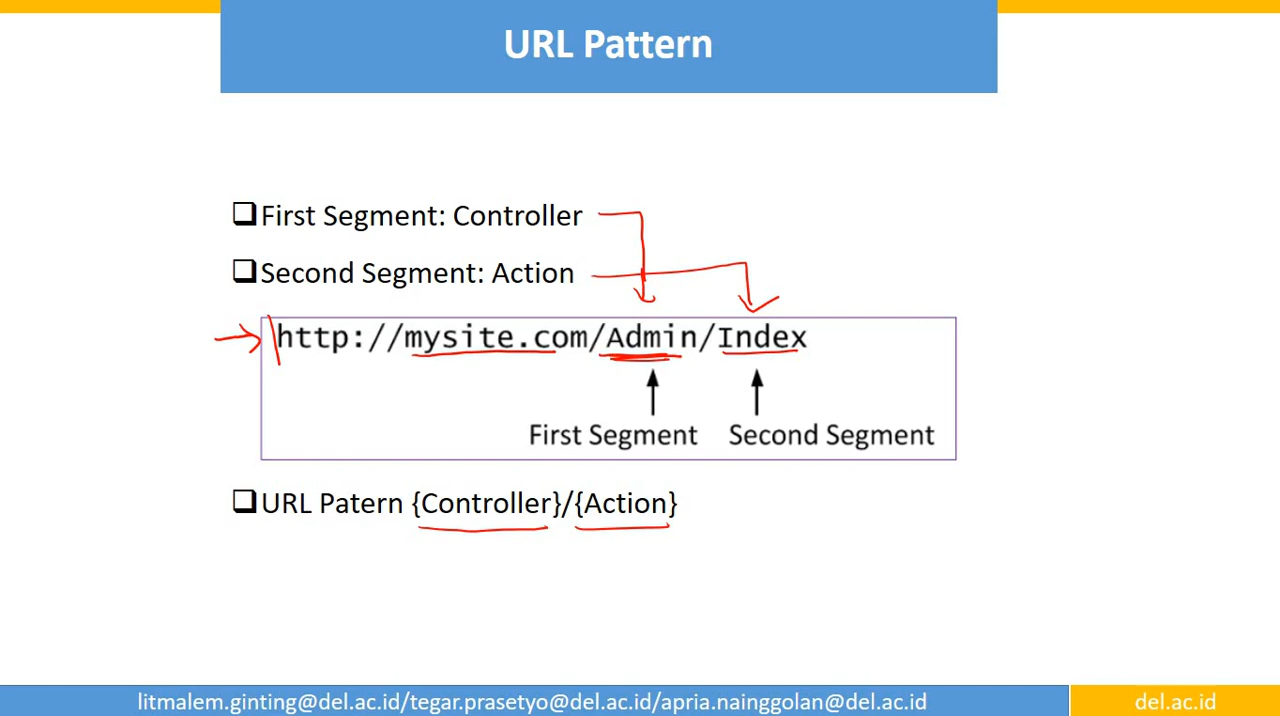 URL Pattern
First Segment: Controller
Second Segment: Action
http://mysite.com/Admin/Index
First Segment Second Segment
URL Patern {Controller}/{Action}
litmalem.ginting@del.ac.id/tegar.prasetyo@del.ac.id/apria.nainggolan@del.ac.id
del.ac.id